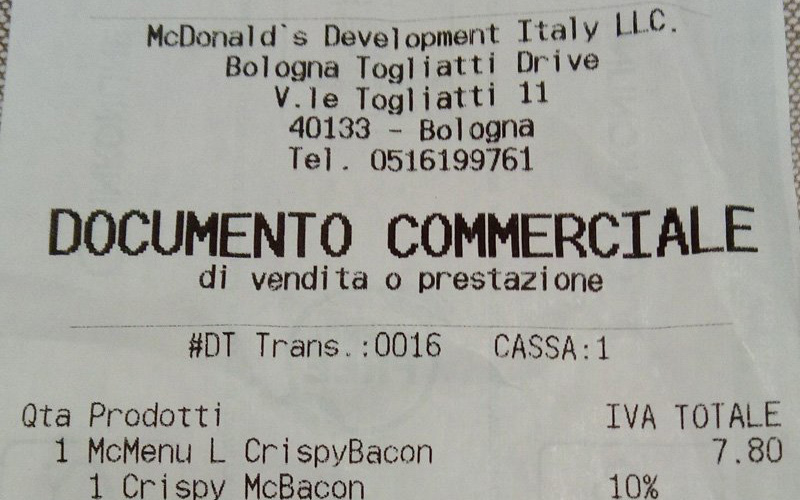 McDonald`s Development Italy LLC.
Bologna Togliatti Drive
V.le Togliatti 11
40133 - Bologna
Tel. 0516199761
DOCUMENTO COMMERCIALE
di vendita o prestazione
#DT Trans.:0016 CASSA:1
Qta Prodotti IVA TOTALE
1 McMenu L CrispyBacon 7.80
1 Crispy McBacon 10%